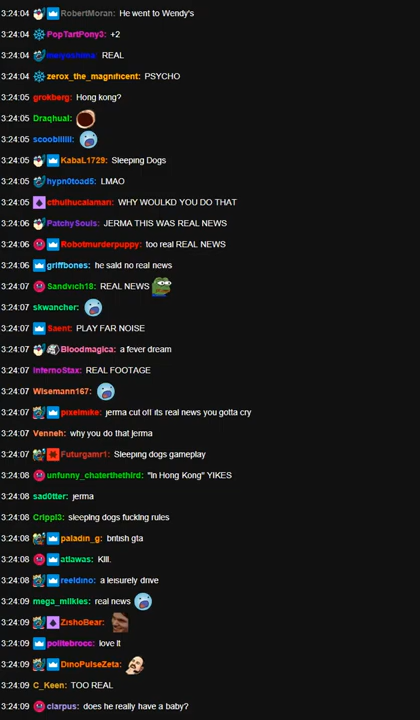 3:24:04 RobertMoran: He went to Wendy's
3:24:04 PopTartPony3: +2
3:24:04 REAL
3:24:04 zerox_the_magnificent: PSYCHO
3:24:05 grokberg: Hong kong?
3:24:05 Draqhual:
3:24:05 scoobiiiiii:
3:24:05 KabaL1729: Sleeping Dogs
3:24:05 hypn0toad5: LMAO
3:24:05 cthulhucalamari: WHY WOULKD YOU DO THAT
3:24:06 PatchySouls: JERMA THIS WAS REAL NEWS
3:24:06 Robotmurderpuppy: too real REAL NEWS
3:24:06 griffbones: he said no real news
3:24:07 Sandvich18: REAL NEWS
3:24:07 skwancher:
3:24:07 Saent: PLAY FAR NOISE
3:24:07 Bloodmagica: a fever dream
3:24:07 InfernoStax: REAL FOOTAGE
3:24:07 Wisemann167:
3:24:07 pixelmike: jerma cut off its real news you gotta cry
3:24:07 Venneh: why you do that jerma
3:24:07 Futurgamr1: Sleeping dogs gameplay
3:24:08 unfunny_chaterthethird: "In Hong Kong" YIKES
3:24:08 sad0tter: jerma
3:24:08 Crippl3: sleeping dogs fucking rules
3:24:08 paladin_g: british gta
3:24:08 atlawas: Kill.
3:24:08 reeldino: a leisurely drive
3:24:09 mega_milkies: real news
3:24:09 ZishoBear:
3:24:09 politebrocc: love it
3:24:09 DinoPulseZeta:
3:24:09 C_Keen: TOO REAL
3:24:09 clarpus: does he really have a baby?